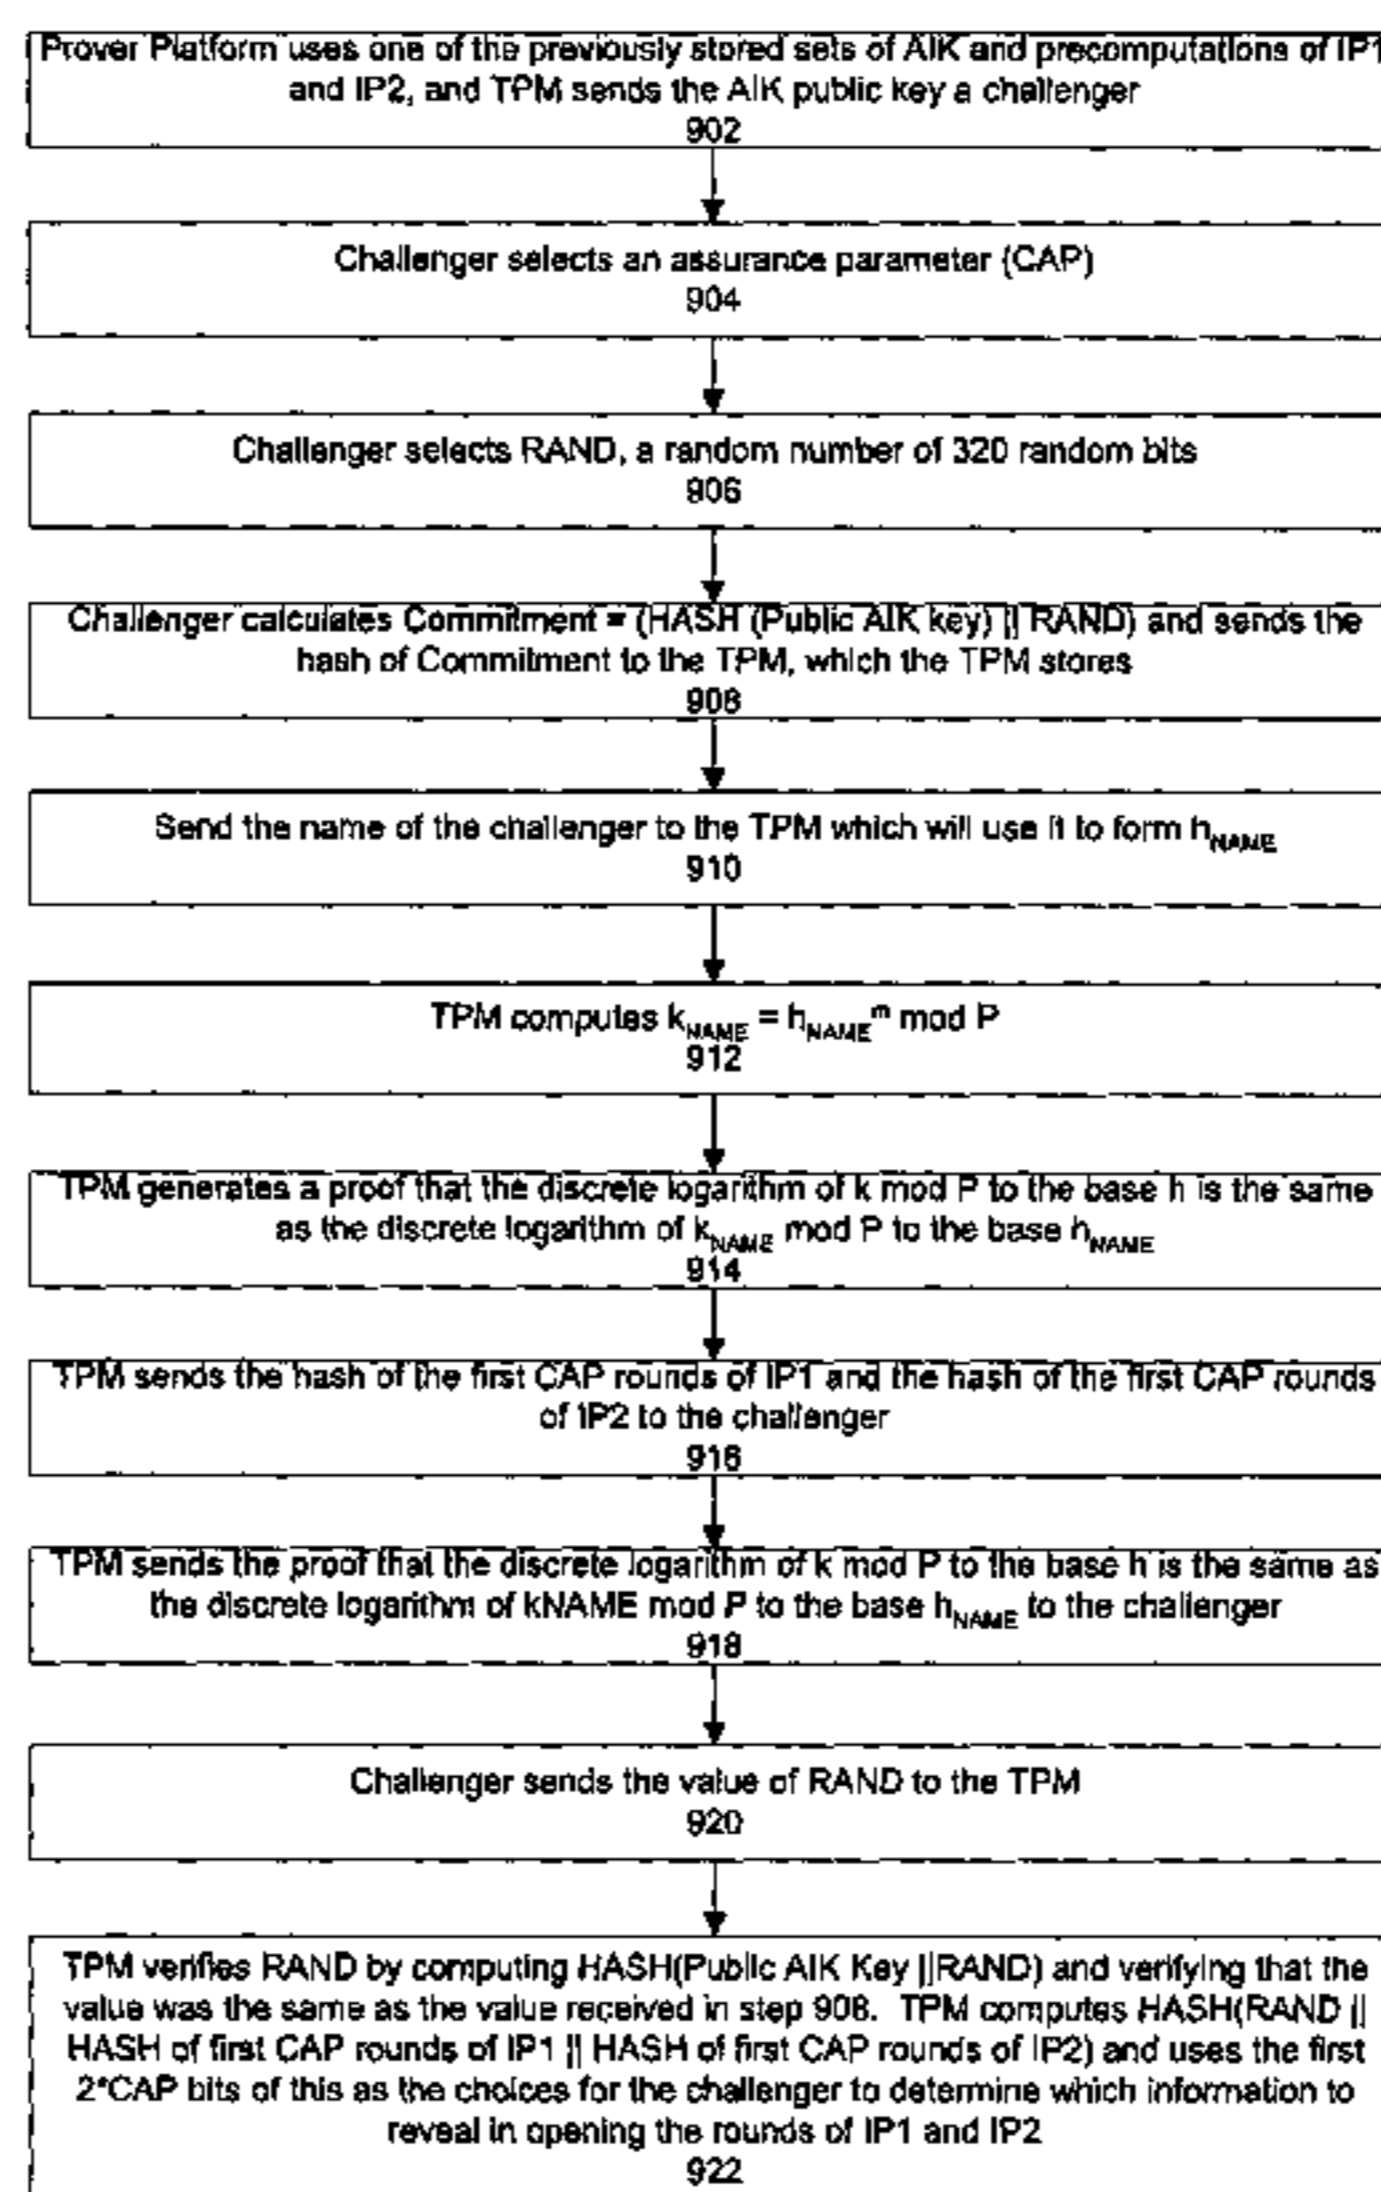 Prover Platform uses one of the previously stored sets of AIK and precomputations of IP1
and IP2, and TPM sends the AIK public key a challenger
902
Challenger selects an assurance parameter (CAP)
904
Challenger selects RAND, a random number of 320 random bits
906
Challenger calculates Commitment = (HASH (Public AIK key) || RAND) and sends the
hash of Commitment to the TPM, which the TPM stores
908
Send the name of the challenger to the TPM which will use it to form hNAME
910
TPM computes kNAME = hNAME^m mod P
912
TPM generates a proof that the discrete logarithm of k mod P to the base h is the same
as the discrete logarithm of kNAME mod P to the base hNAME
914
TPM sends the hash of the first CAP rounds of IP1 and the hash of the first CAP rounds
of IP2 to the challenger
916
TPM sends the proof that the discrete logarithm of k mod P to the base h is the same as
the discrete logarithm of kNAME mod P to the base hNAME to the challenger
918
Challenger sends the value of RAND to the TPM
920
TPM verifies RAND by computing HASH(Public AIK Key ||RAND) and verifying that the
value was the same as the value received in step 908. TPM computes HASH(RAND ||
HASH of first CAP rounds of IP1 || HASH of first CAP rounds of IP2) and uses the first
2*CAP bits of this as the choices for the challenger to determine which information to
reveal in opening the rounds of IP1 and IP2
922